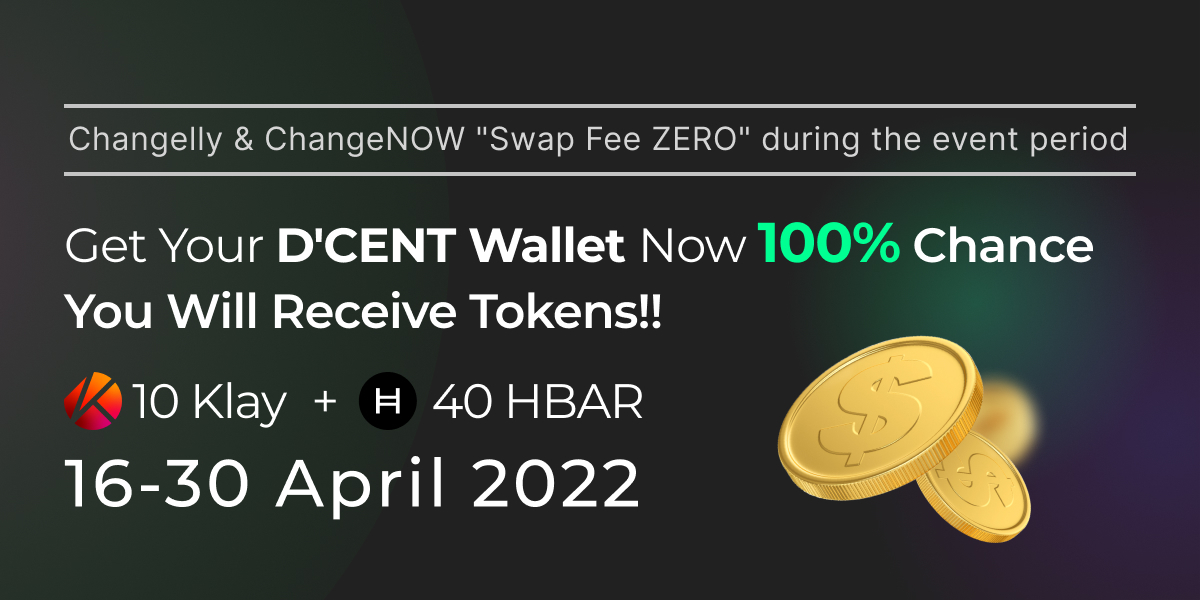 Changelly & ChangeNOW "Swap Fee ZERO" during the event period
Get Your D'CENT Wallet Now 100% Chance
You Will Receive Tokens!!
10 Klay + H 40 HBAR
16-30 April 2022